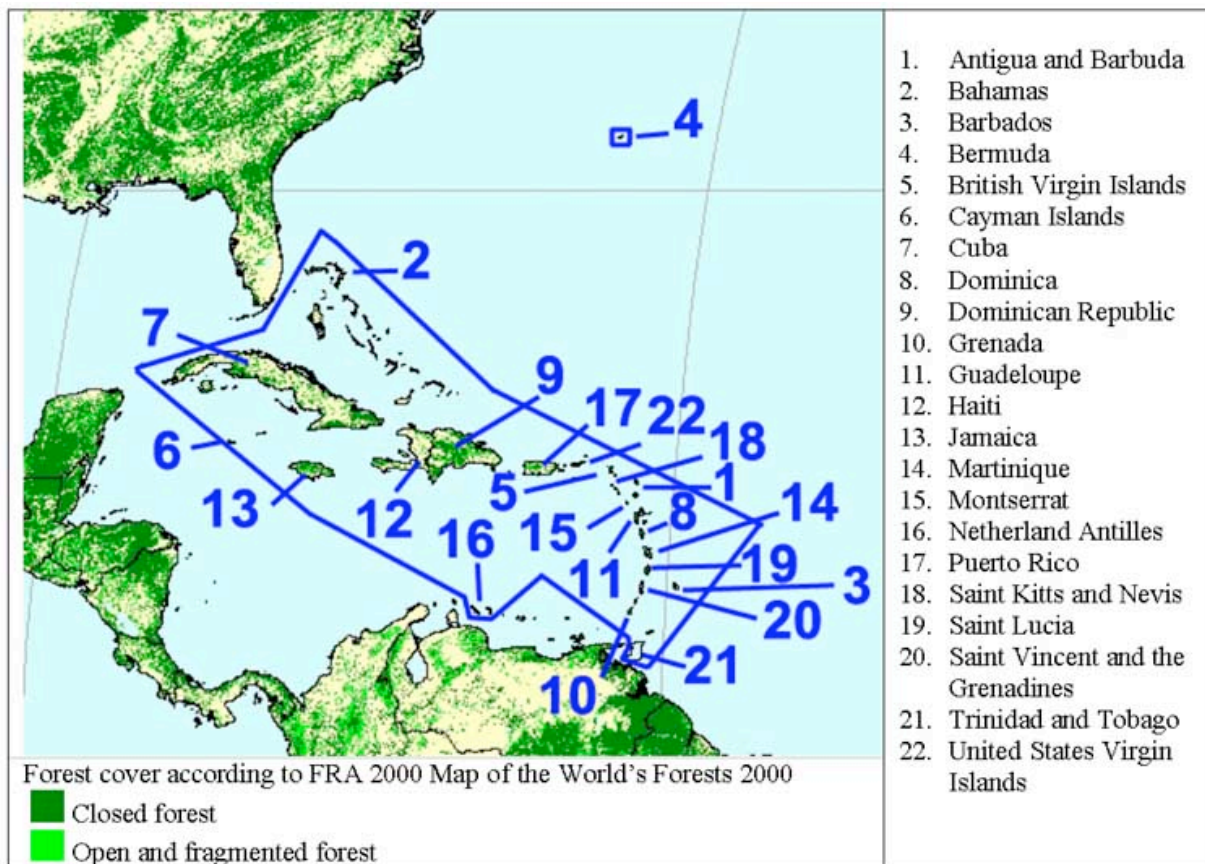 4
2
7
9
17
22
18
6
5
1
14
13
12
16
15
8
11
19
3
20
21
10
Forest cover according to FRA 2000 Map of the World's Forests 2000
Closed forest
Open and fragmented forest
1. Antigua and Barbuda
2. Bahamas
3. Barbados
4. Bermuda
5. British Virgin Islands
6. Cayman Islands
7. Cuba
8. Dominica
9. Dominican Republic
10. Grenada
11. Guadeloupe
12. Haiti
13. Jamaica
14. Martinique
15. Montserrat
16. Netherland Antilles
17. Puerto Rico
18. Saint Kitts and Nevis
19. Saint Lucia
20. Saint Vincent and the
Grenadines
21. Trinidad and Tobago
22. United States Virgin
Islands